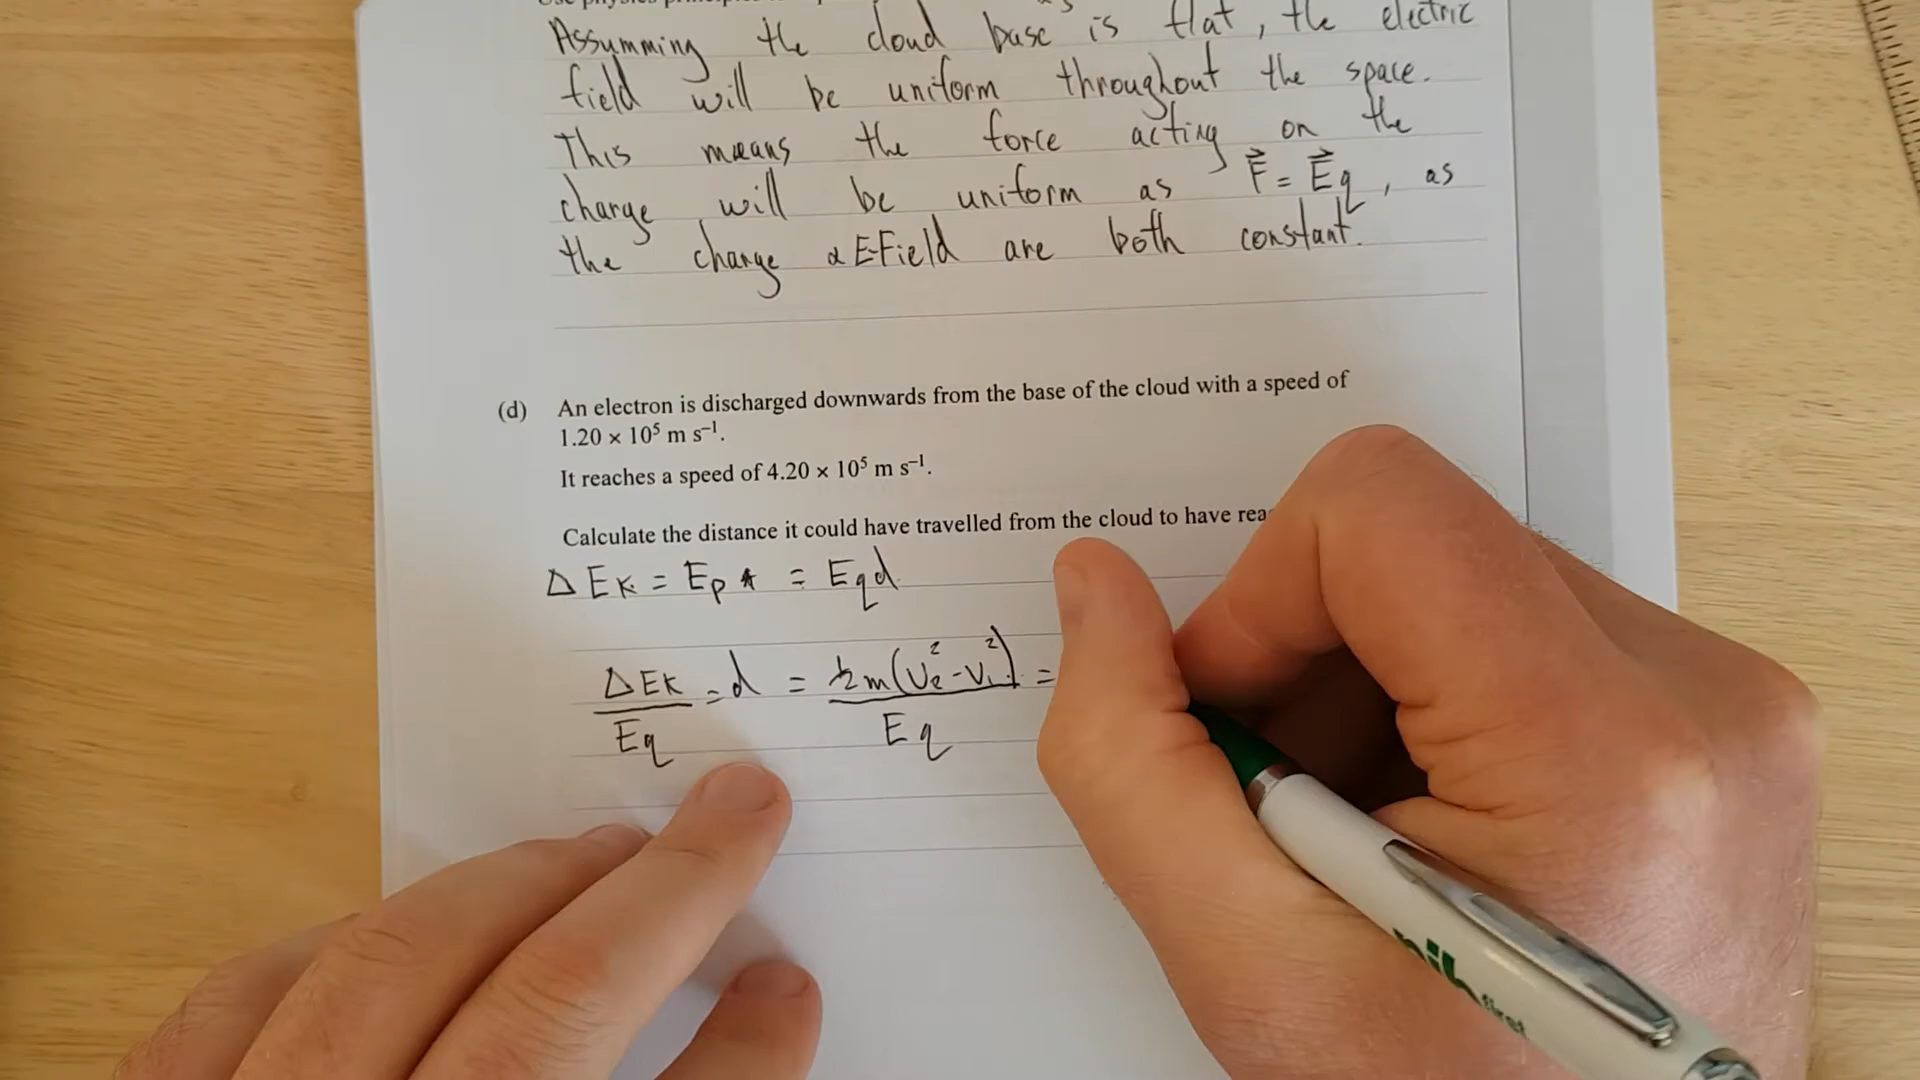 Assumming the cloud base is flat, the electric
field will be uniform throughout the space.
This means the force acting on the
charge will be uniform as F⃗ = E⃗q, as
the charge & E-Field are both constant.
(d) An electron is discharged downwards from the base of the cloud with a speed of
1.20 × 10⁵ m s⁻¹.
It reaches a speed of 4.20 × 10⁵ m s⁻¹.
Calculate the distance it could have travelled from the cloud to have
ΔEK = Ep = Eqd
ΔEK/Eq = d = ½m(V₂² - V₁²)/Eq =
first